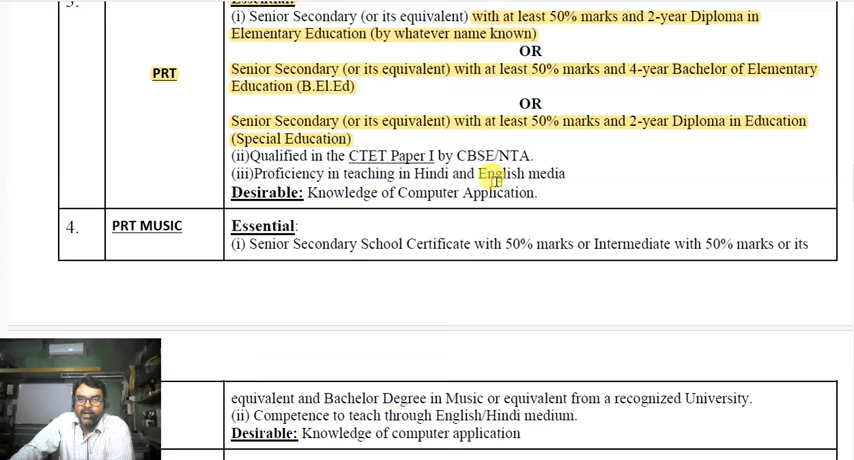 (i) Senior Secondary (or its equivalent) with at least 50% marks and 2-year Diploma in
Elementary Education (by whatever name known)
OR
PRT
Senior Secondary (or its equivalent) with at least 50% marks and 4-year Bachelor of Elementary
Education (B.El.Ed)
OR
Senior Secondary (or its equivalent) with at least 50% marks and 2-year Diploma in Education
(Special Education)
(ii)Qualified in the CTET Paper I by CBSE/NTA.
(iii)Proficiency in teaching in Hindi and English media
Desirable: Knowledge of Computer Application.
4. PRT MUSIC Essential:
(i) Senior Secondary School Certificate with 50% marks or Intermediate with 50% marks or its
equivalent and Bachelor Degree in Music or equivalent from a recognized University.
(ii) Competence to teach through English/Hindi medium.
Desirable: Knowledge of computer application